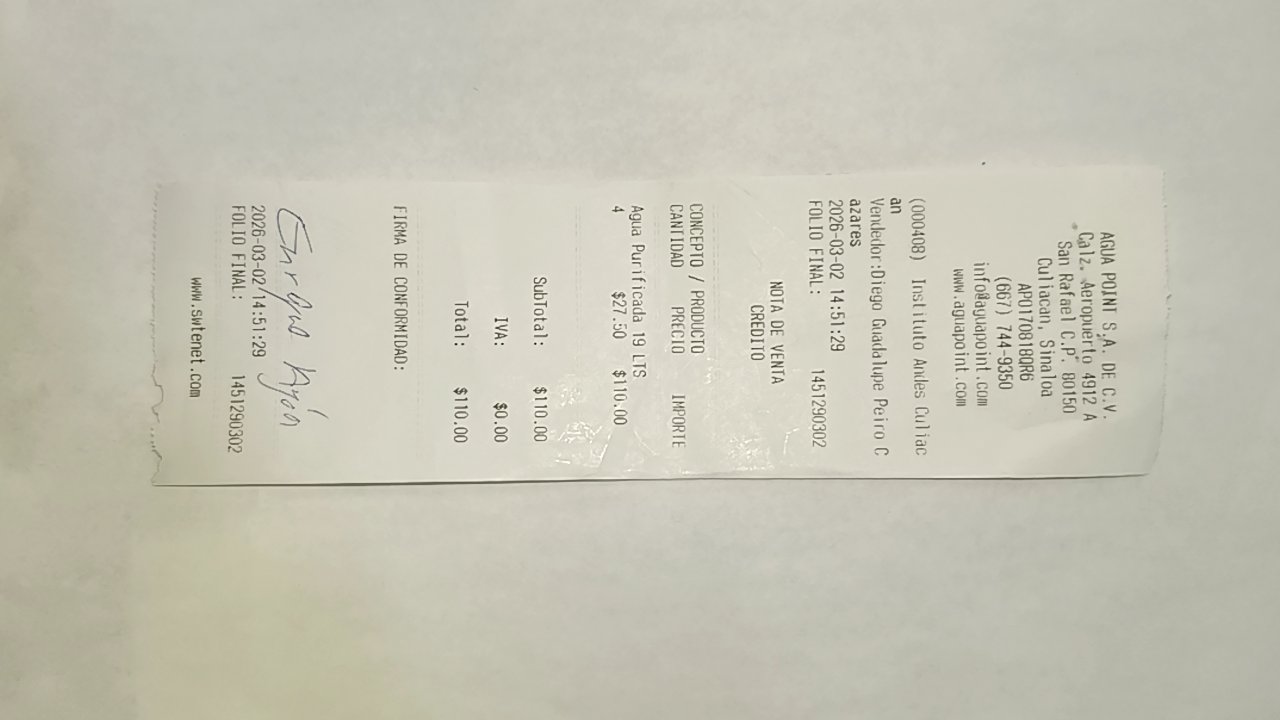 AGUA POINT S.A. DE C.V.
Calz. Aeropuerto 4912 A
San Rafael C.P. 80150
Culiacan, Sinaloa
APO170818QR6
(667) 744-9350
info@aguapoint.com
www.aguapoint.com
(000408) Instituto Andes Culiac
an
Vendedor:Diego Guadalupe Peiro C
azares
2026-03-02 14:51:29
FOLIO FINAL: 1451290302
NOTA DE VENTA
CREDITO
CONCEPTO / PRODUCTO
CANTIDAD PRECIO IMPORTE
Agua Purificada 19 LTS
4 $27.50 $110.00
SubTotal: $110.00
IVA: $0.00
Total: $110.00
FIRMA DE CONFORMIDAD:
Ayón
2026-03-02 14:51:29
FOLIO FINAL: 1451290302
www.swtenet.com